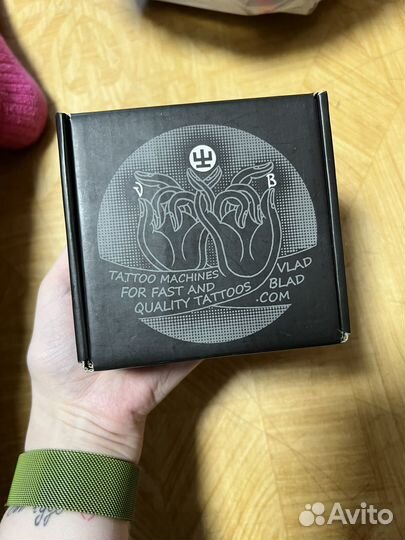 V B
TATTOO MACHINES
FOR FAST AND
QUALITY TATTOOS
VLAD
BLAD
.COM
Avito